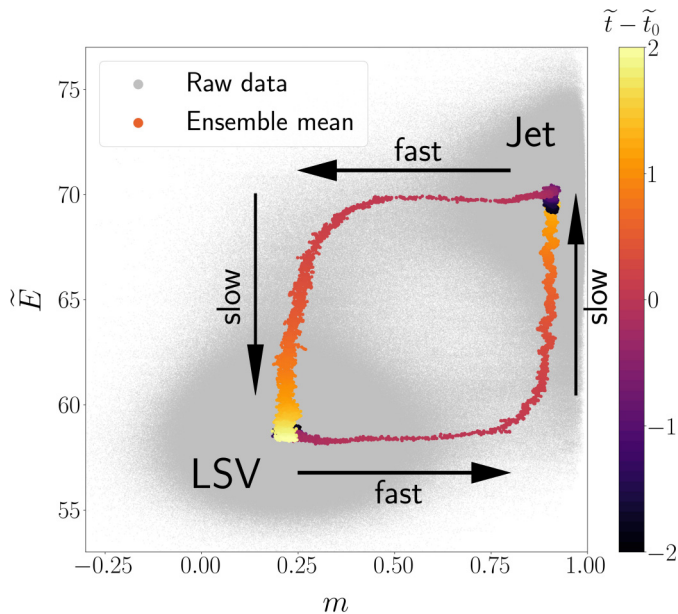 t̃ − t̃₀
Raw data
Ensemble mean
Jet
fast
slow
slow
LSV
fast
Ẽ
75
70
65
60
55
−0.25
0.00
0.25
0.50
0.75
1.00
m
2
1
0
−1
−2